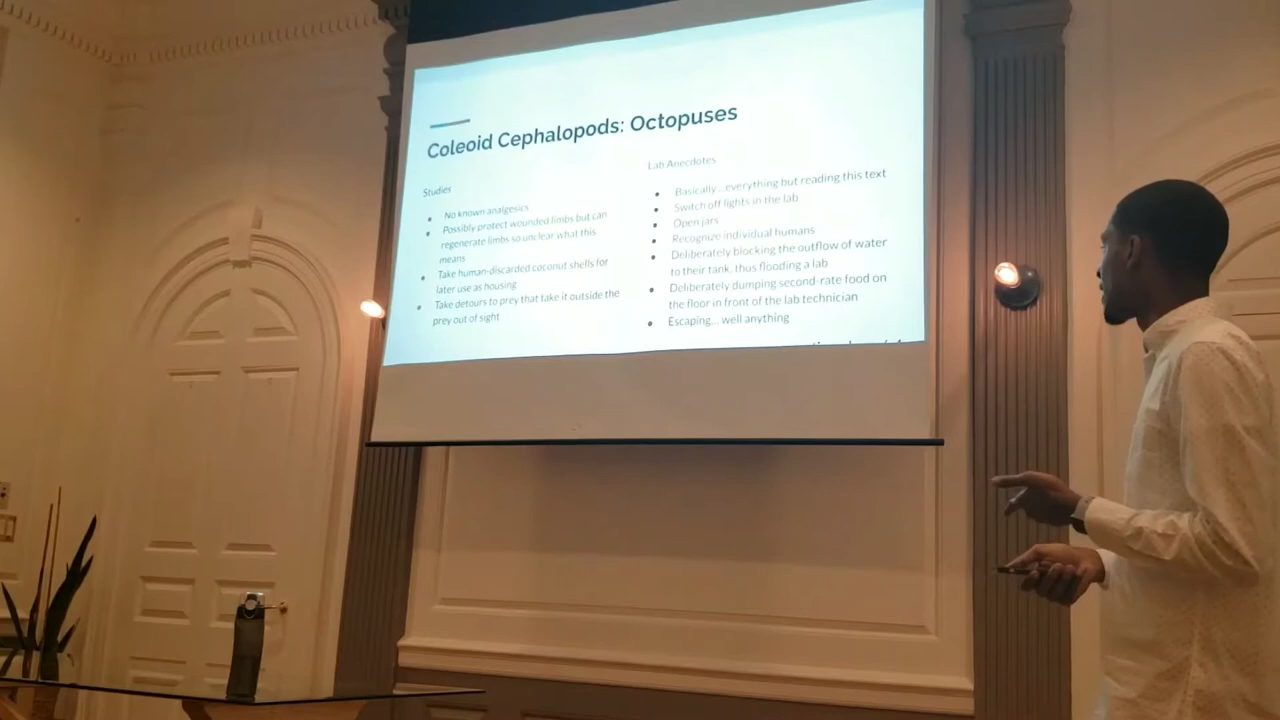 Coleoid Cephalopods: Octopuses
Studies
No known analgesics
Possibly protect wounded limbs but can
regenerate limbs so unclear what this
means
Take human-discarded coconut shells for
later use as housing
Take detours to prey that take it outside the
prey out of sight
Lab Anecdotes
Basically...everything but reading this text
Switch off lights in the lab
Open jars
Recognize individual humans
Deliberately blocking the outflow of water
to their tank, thus flooding a lab
Deliberately dumping second-rate food on
the floor in front of the lab technician
Escaping... well anything